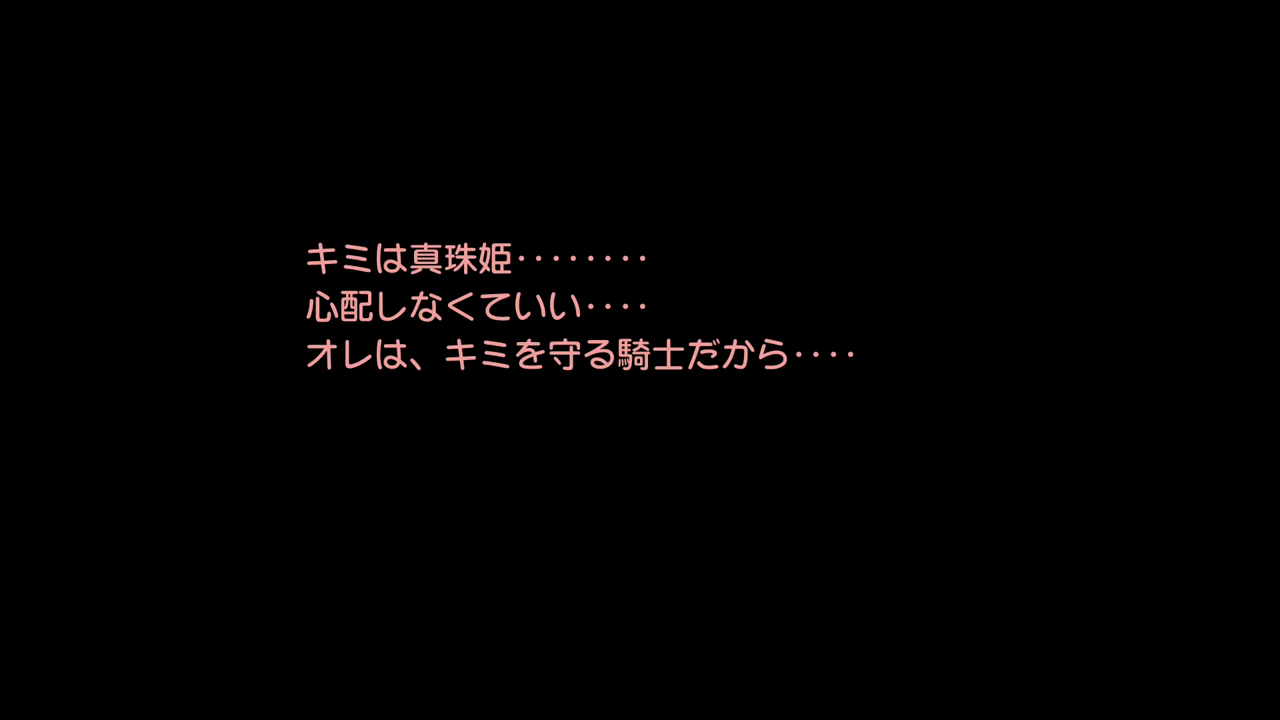 キミは真珠姫････････
心配しなくていい････
オレは、キミを守る騎士だから････